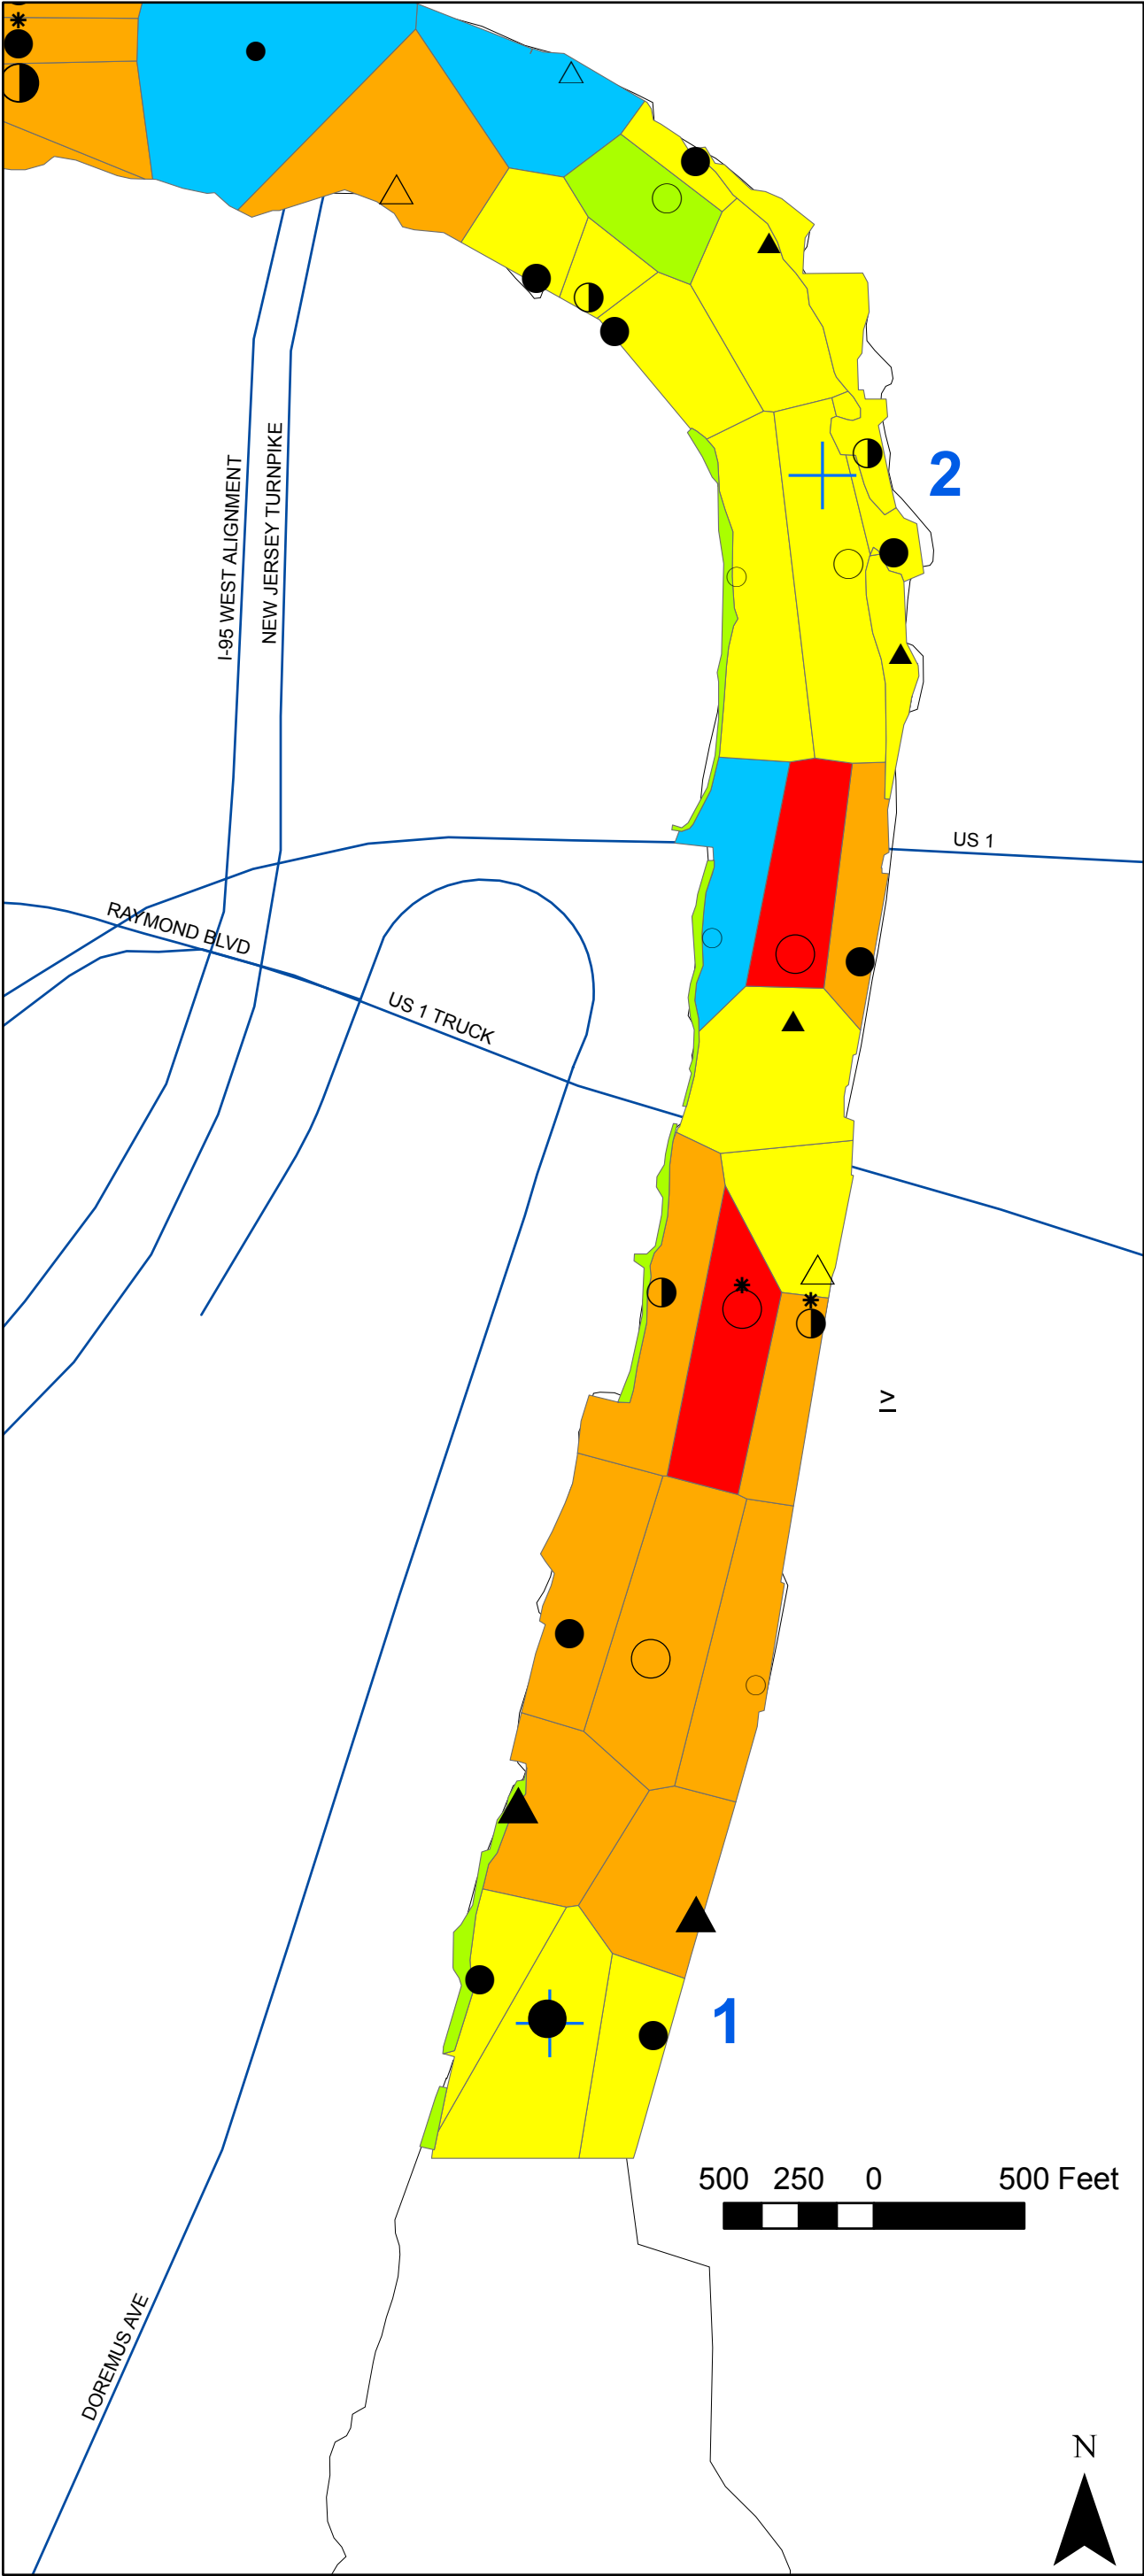 I-95 WEST ALIGNMENT
NEW JERSEY TURNPIKE
2
US 1
RAYMOND BLVD
US 1 TRUCK
≥
1
500 250 0 500 Feet
DOREMUS AVE
N